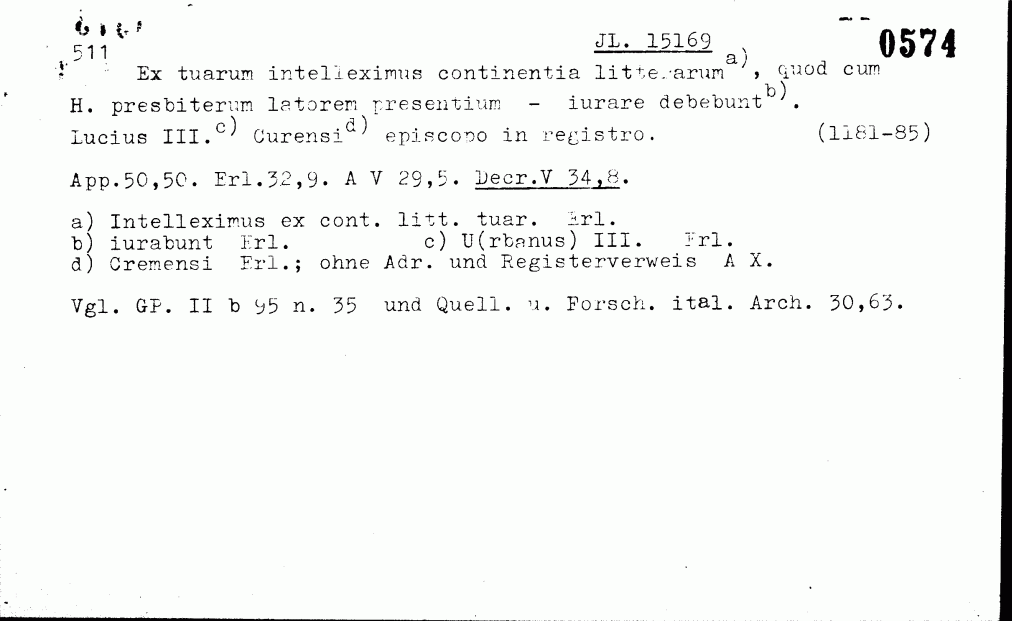 511 JL. 15169 0574
Ex tuarum intelleximus continentia litterarum a), quod cum
H. presbiterum latorem presentium - iurare debebunt b).
Lucius III. c) Curensi d) episcopo in registro. (1181-85)
App.50,50. Erl.32,9. A V 29,5. Decr.V 34,8.
a) Intelleximus ex cont. litt. tuar. Erl.
b) iurabunt Erl. c) U(rbanus) III. Erl.
d) Cremensi Erl.; ohne Adr. und Registerverweis A X.
Vgl. GP. II b 95 n. 35 und Quell. u. Forsch. ital. Arch. 30,63.